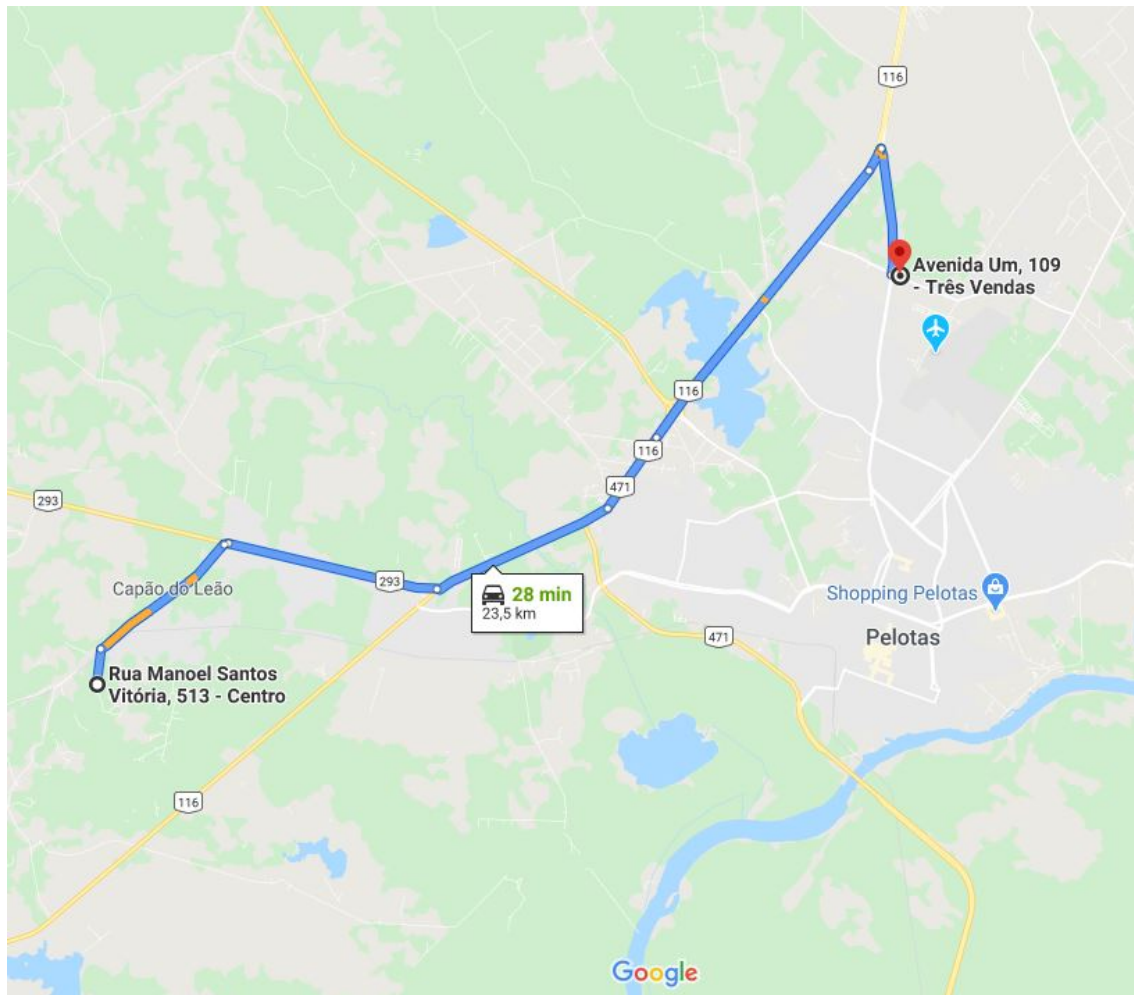 116
Avenida Um, 109
- Três Vendas
116
116
471
293
293
28 min
23,5 km
Capão do Leão
Shopping Pelotas
Pelotas
471
Rua Manoel Santos
Vitória, 513 - Centro
116
Google